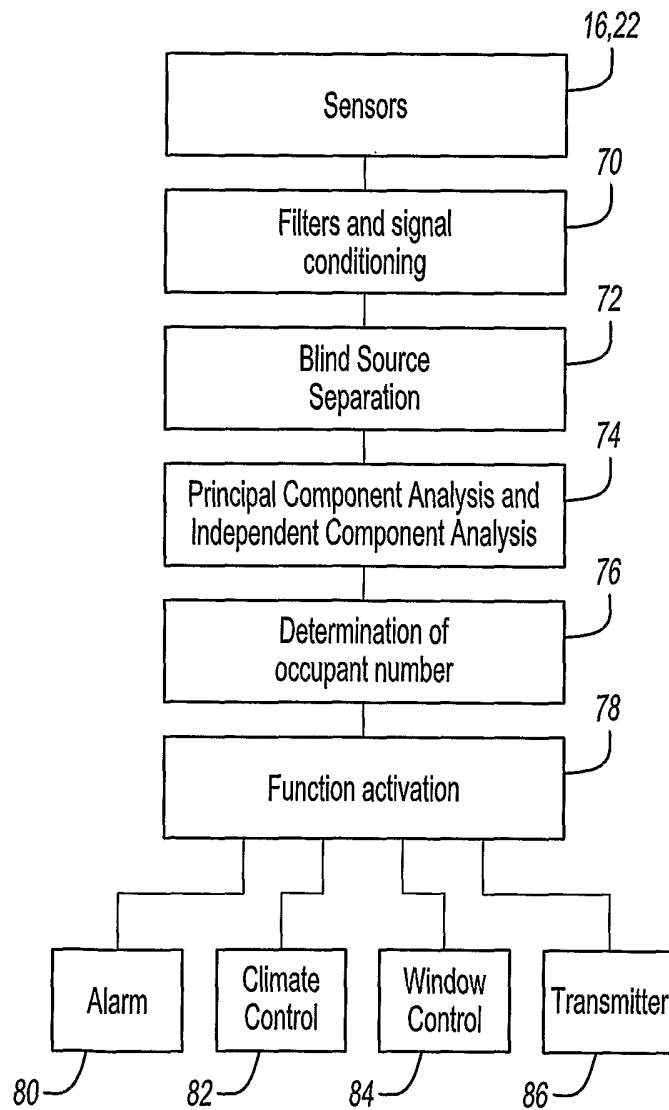 16,22
Sensors
70
Filters and signal
conditioning
72
Blind Source
Separation
74
Principal Component Analysis and
Independent Component Analysis
76
Determination of
occupant number
78
Function activation
Alarm
Climate
Control
Window
Control
Transmitter
80
82
84
86